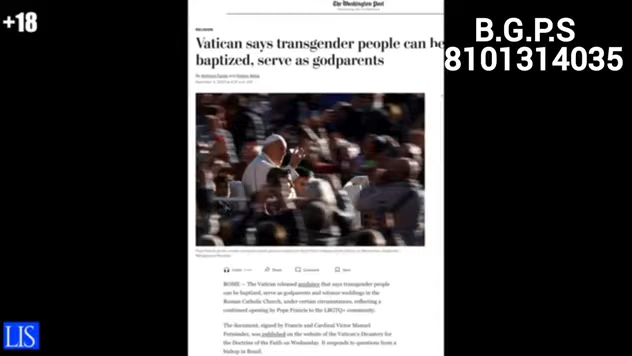 +18
The Washington Post
B.G.P.S
8101314035
RELIGION
Vatican says transgender people can be
baptized, serve as godparents
Share
Comment
Save
ROME — The Vatican released guidance that says transgender people
can be baptized, serve as godparents and witness weddings in the
Roman Catholic Church, under certain circumstances, reflecting a
continued opening by Pope Francis to the LGBTQ+ community.
The document, signed by Francis and Cardinal Víctor Manuel
Fernández, was published on the website of the Vatican's Dicastery for
the Doctrine of the Faith on Wednesday. It responds to questions from a
bishop in Brazil.
LIS